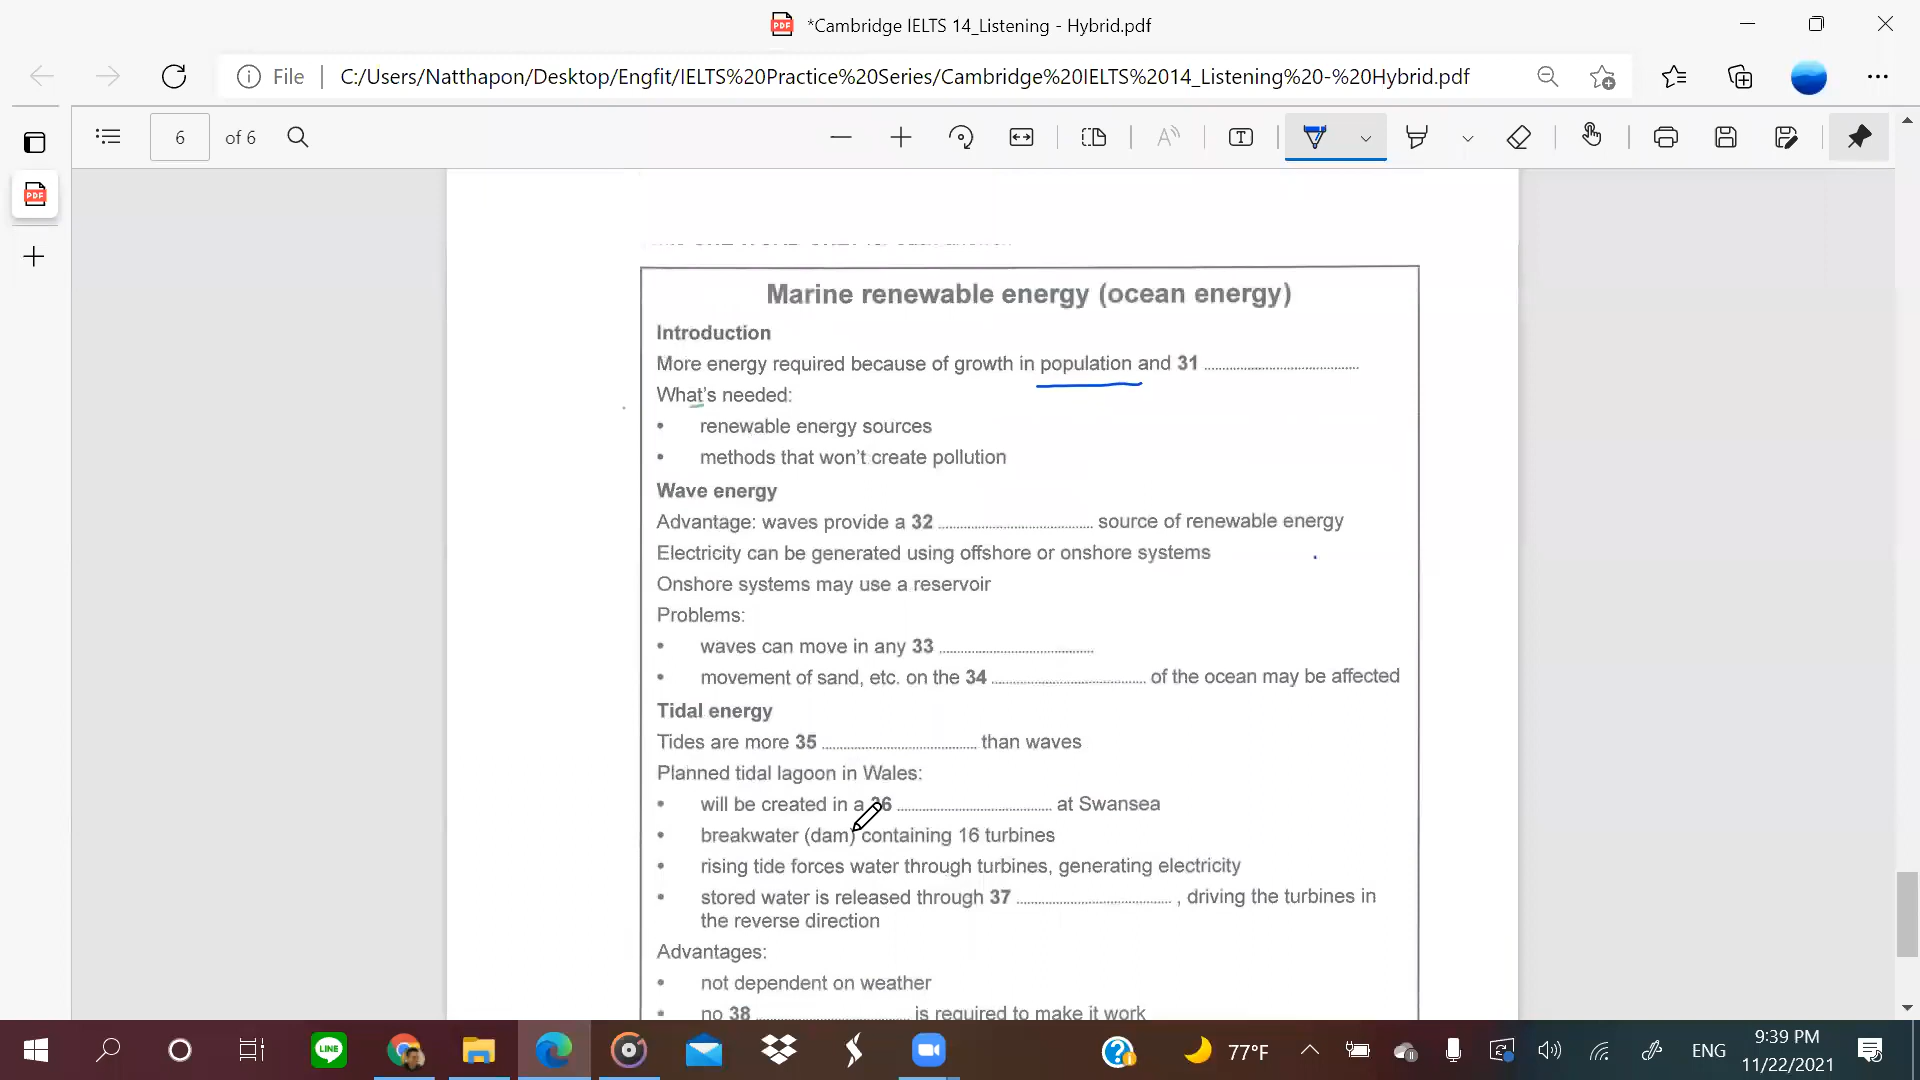 *Cambridge IELTS 14_Listening - Hybrid.pdf
File
C:/Users/Natthapon/Desktop/Engfit/IELTS%20Practice%20Series/Cambridge%20IELTS%2014_Listening%20-%20Hybrid.pdf
6 of 6
Marine renewable energy (ocean energy)
Introduction
More energy required because of growth in population and 31 ........................................
What's needed:
• renewable energy sources
• methods that won't create pollution
Wave energy
Advantage: waves provide a 32 ........................................ source of renewable energy
Electricity can be generated using offshore or onshore systems
Onshore systems may use a reservoir
Problems:
• waves can move in any 33 ........................................
• movement of sand, etc. on the 34 ........................................ of the ocean may be affected
Tidal energy
Tides are more 35 ........................................ than waves
Planned tidal lagoon in Wales:
• will be created in a 36 ........................................ at Swansea
• breakwater (dam) containing 16 turbines
• rising tide forces water through turbines, generating electricity
• stored water is released through 37 ........................................ , driving the turbines in
the reverse direction
Advantages:
• not dependent on weather
• no 38 ........................................ is required to make it work
LINE
77°F
ENG
9:39 PM
11/22/2021